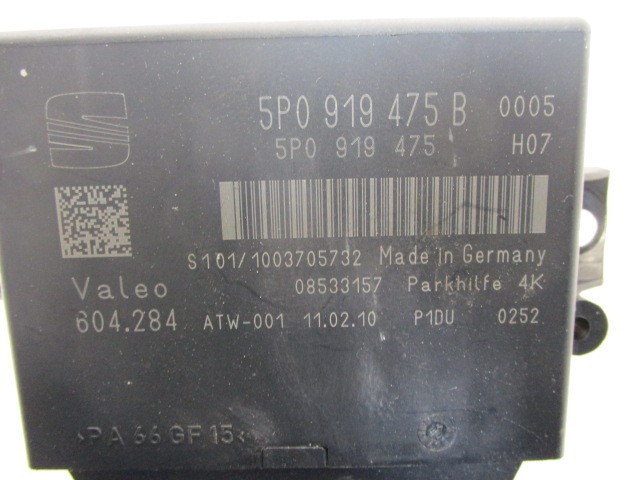 5P0 919 475 B 0005
5P0 919 475 H07
S101/1003705732 Made in Germany
Valeo 08533157 Parkhilfe 4K
604.284 ATW-001 11.02.10 P1DU 0252
>PA 66 GF 15<